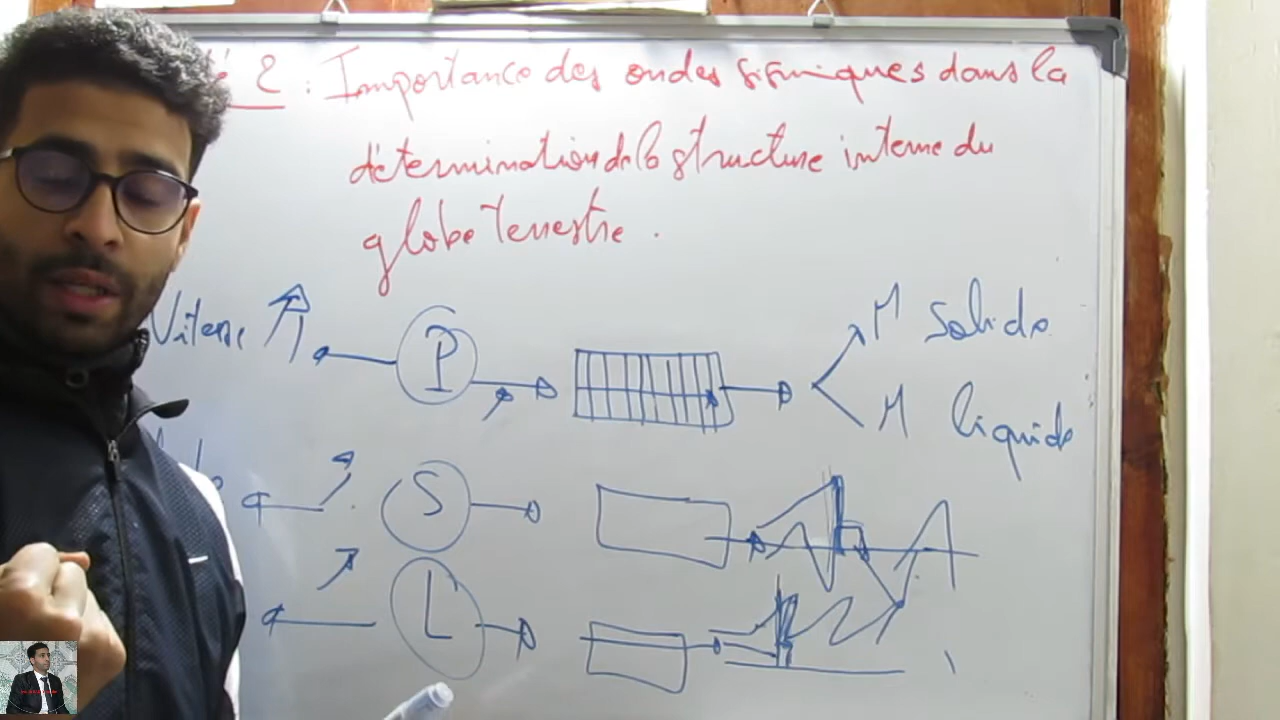 é 2 : Importance des ondes sismiques dans la
détermination de la structure interne du
globe Terrestre .
Vitesse P M Solide
M liquide
S
L